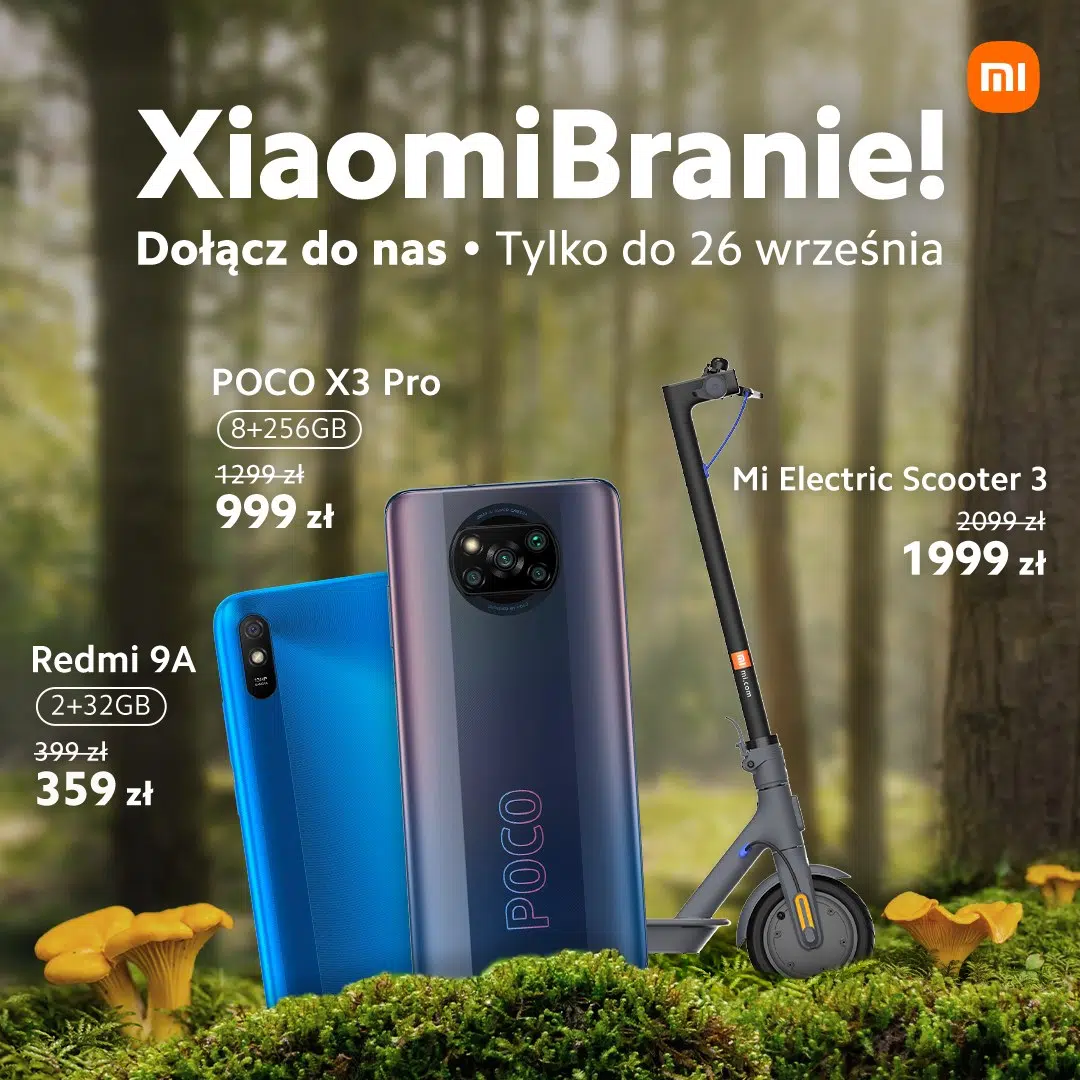 mi
XiaomiBranie!
Dołącz do nas • Tylko do 26 września
POCO X3 Pro
8+256GB
1299 zł
999 zł
Mi Electric Scooter 3
2099 zł
1999 zł
Redmi 9A
2+32GB
399 zł
359 zł
mi
mi.com
POCO